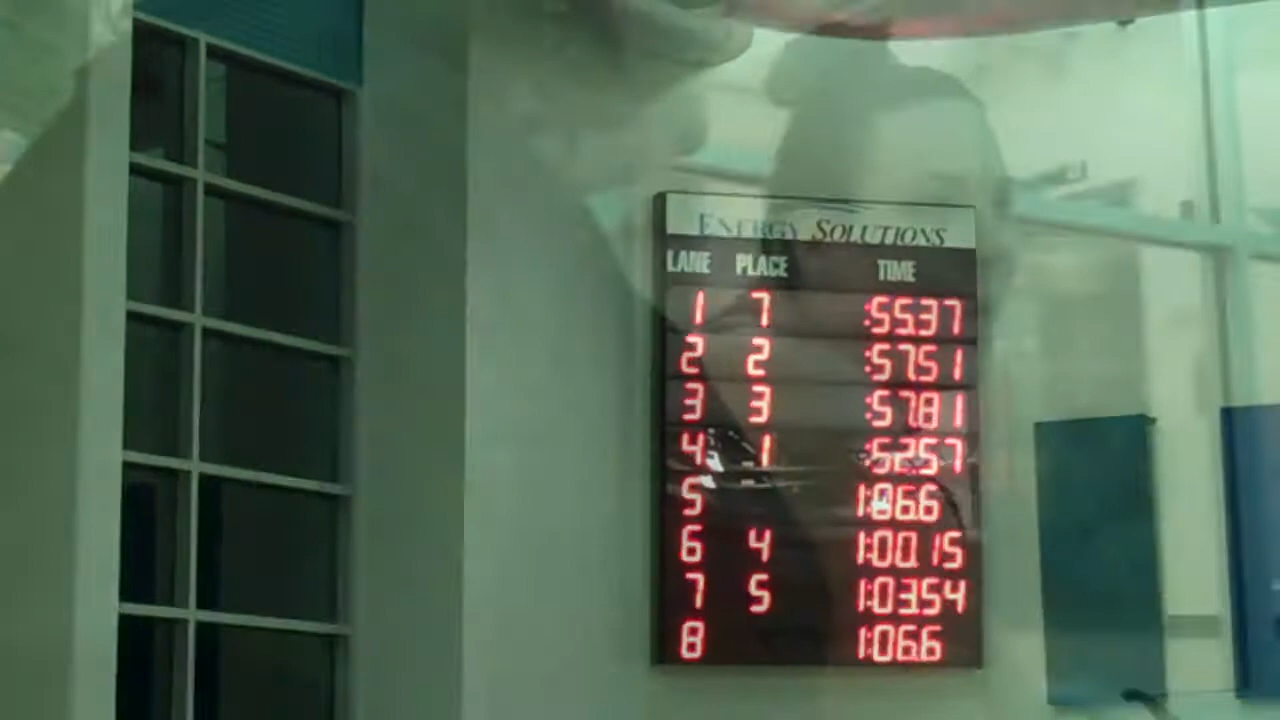 ENERGY SOLUTIONS
LANE PLACE TIME
1 7 :55.37
2 2 :57.51
3 3 :57.81
4 1 :52.57
5 1:06.6
6 4 1:00.15
7 5 1:03.54
8 1:06.6